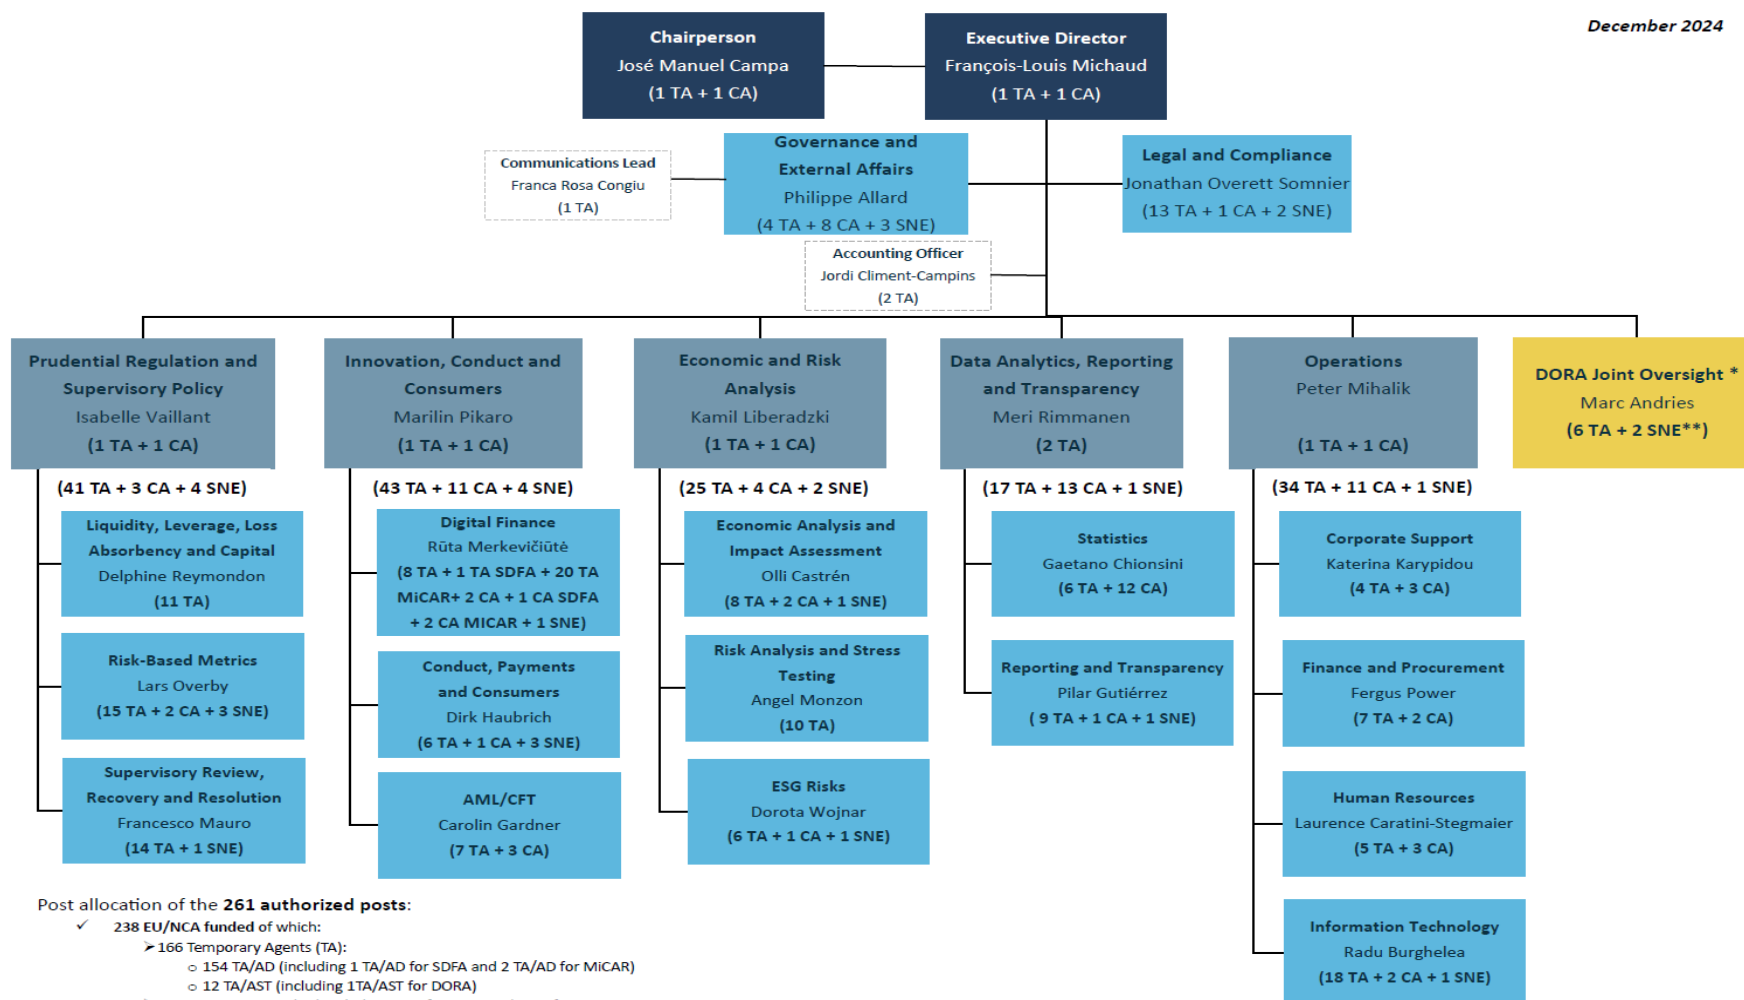 December 2024
Chairperson
José Manuel Campa
(1 TA + 1 CA)
Executive Director
François-Louis Michaud
(1 TA + 1 CA)
Communications Lead
Franca Rosa Congiu
(1 TA)
Governance and
External Affairs
Philippe Allard
(4 TA + 8 CA + 3 SNE)
Legal and Compliance
Jonathan Overett Somnier
(13 TA + 1 CA + 2 SNE)
Accounting Officer
Jordi Climent-Campins
(2 TA)
Prudential Regulation and
Supervisory Policy
Isabelle Vaillant
(1 TA + 1 CA)
(41 TA + 3 CA + 4 SNE)
Liquidity, Leverage, Loss
Absorbency and Capital
Delphine Reymondon
(11 TA)
Risk-Based Metrics
Lars Overby
(15 TA + 2 CA + 3 SNE)
Supervisory Review,
Recovery and Resolution
Francesco Mauro
(14 TA + 1 SNE)
Innovation, Conduct and
Consumers
Marilin Pikaro
(1 TA + 1 CA)
(43 TA + 11 CA + 4 SNE)
Digital Finance
Rūta Merkevičiūtė
(8 TA + 1 TA SDFA + 20 TA
MiCAR+ 2 CA + 1 CA SDFA
+ 2 CA MICAR + 1 SNE)
Conduct, Payments
and Consumers
Dirk Haubrich
(6 TA + 1 CA + 3 SNE)
AML/CFT
Carolin Gardner
(7 TA + 3 CA)
Economic and Risk
Analysis
Kamil Liberadzki
(1 TA + 1 CA)
(25 TA + 4 CA + 2 SNE)
Economic Analysis and
Impact Assessment
Olli Castrén
(8 TA + 2 CA + 1 SNE)
Risk Analysis and Stress
Testing
Angel Monzon
(10 TA)
ESG Risks
Dorota Wojnar
(6 TA + 1 CA + 1 SNE)
Data Analytics, Reporting
and Transparency
Meri Rimmanen
(2 TA)
(17 TA + 13 CA + 1 SNE)
Statistics
Gaetano Chionsini
(6 TA + 12 CA)
Reporting and Transparency
Pilar Gutiérrez
( 9 TA + 1 CA + 1 SNE)
Operations
Peter Mihalik
(1 TA + 1 CA)
(34 TA + 11 CA + 1 SNE)
Corporate Support
Katerina Karypidou
(4 TA + 3 CA)
Finance and Procurement
Fergus Power
(7 TA + 2 CA)
Human Resources
Laurence Caratini-Stegmaier
(5 TA + 3 CA)
Information Technology
Radu Burghelea
(18 TA + 2 CA + 1 SNE)
DORA Joint Oversight *
Marc Andries
(6 TA + 2 SNE**)
Post allocation of the 261 authorized posts:
✓ 238 EU/NCA funded of which:
➢ 166 Temporary Agents (TA):
o 154 TA/AD (including 1 TA/AD for SDFA and 2 TA/AD for MiCAR)
o 12 TA/AST (including 1TA/AST for DORA)